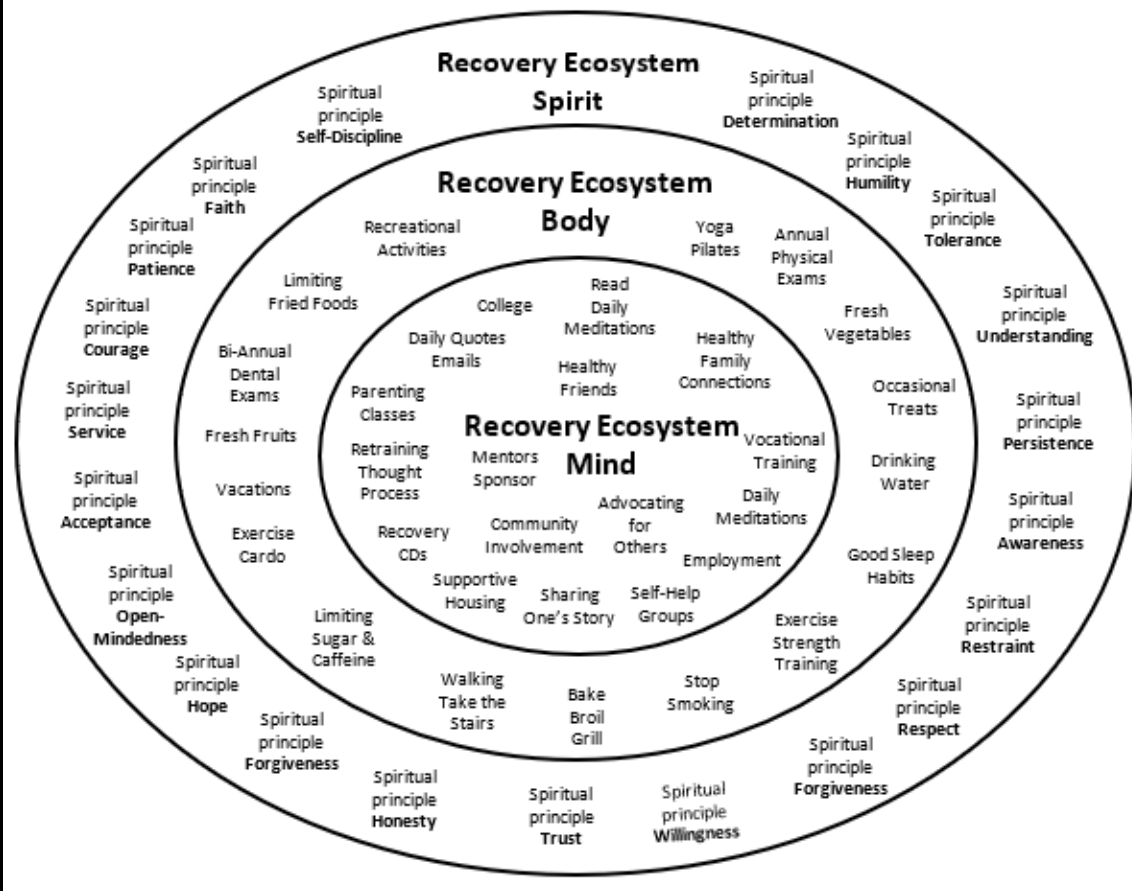 Recovery Ecosystem
Spirit
Spiritual
principle
Self-Discipline
Spiritual
principle
Determination
Spiritual
principle
Faith
Spiritual
principle
Humility
Spiritual
principle
Patience
Spiritual
principle
Tolerance
Spiritual
principle
Courage
Spiritual
principle
Understanding
Spiritual
principle
Service
Spiritual
principle
Persistence
Spiritual
principle
Acceptance
Spiritual
principle
Awareness
Spiritual
principle
Open-
Mindedness
Spiritual
principle
Restraint
Spiritual
principle
Hope
Spiritual
principle
Respect
Spiritual
principle
Forgiveness
Spiritual
principle
Forgiveness
Spiritual
principle
Honesty
Spiritual
principle
Trust
Spiritual
principle
Willingness
Recovery Ecosystem
Body
Recreational
Activities
Yoga
Pilates
Annual
Physical
Exams
Limiting
Fried Foods
Fresh
Vegetables
Bi-Annual
Dental
Exams
Occasional
Treats
Fresh Fruits
Drinking
Water
Vacations
Exercise
Cardo
Good Sleep
Habits
Limiting
Sugar &
Caffeine
Exercise
Strength
Training
Walking
Take the
Stairs
Bake
Broil
Grill
Stop
Smoking
College
Read
Daily
Meditations
Daily Quotes
Emails
Healthy
Friends
Healthy
Family
Connections
Parenting
Classes
Recovery Ecosystem
Mind
Vocational
Training
Retraining
Thought
Process
Mentors
Sponsor
Advocating
for
Others
Daily
Meditations
Recovery
CDs
Community
Involvement
Employment
Supportive
Housing
Sharing
One's Story
Self-Help
Groups